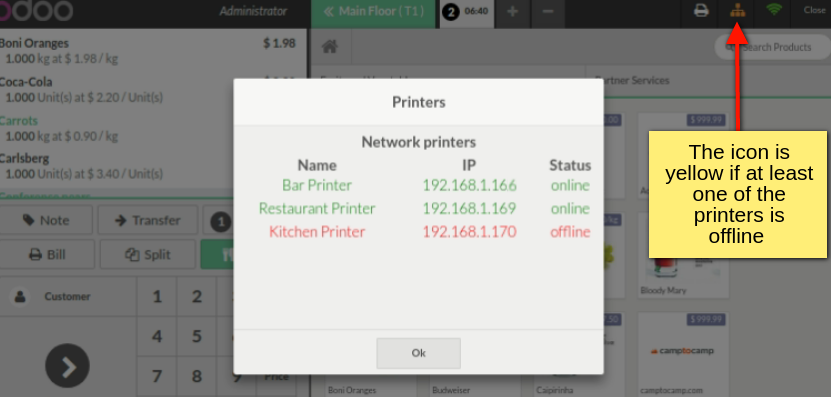 odoo
Administrator
« Main Floor ( T1 )
2 06:40
+
−
Close
Boni Oranges $ 1.98
1.000 kg at $ 1.98 / kg
Coca-Cola
1.000 Unit(s) at $ 2.20 / Unit(s)
Carrots
1.000 kg at $ 0.90 / kg
Carlsberg
1.000 Unit(s) at $ 3.40 / Unit(s)
Search Products
Partner Services
Printers
Network printers
Name IP Status
Bar Printer 192.168.1.166 online
Restaurant Printer 192.168.1.169 online
Kitchen Printer 192.168.1.170 offline
Ok
The icon is
yellow if at least
one of the
printers is
offline
Note
Transfer
1
Bill
Split
Customer
1 2
4 5
7 8 9 Price
$ 999.99
Bloody Mary
$ 999.99
camptocamp
Boni Oranges
Budweiser
Caipirinha
camptocamp.com